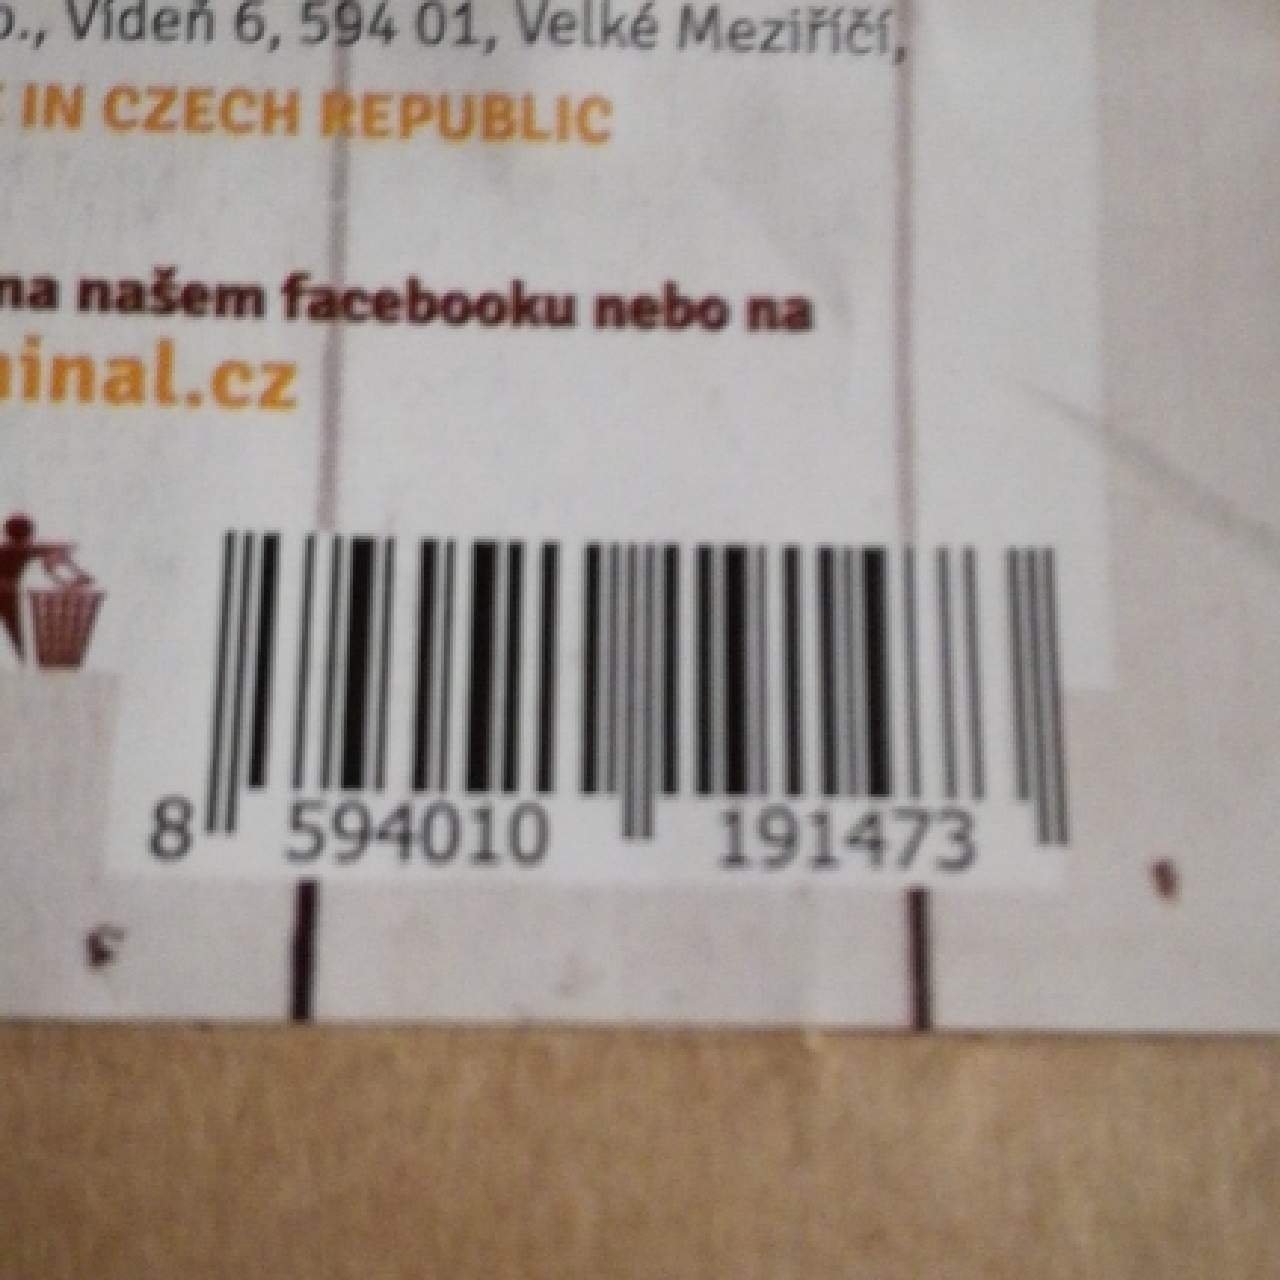 Vídeň 6, 594 01, Velké Meziříčí,
IN CZECH REPUBLIC
na našem facebooku nebo na
inal.cz
8 594010 191473